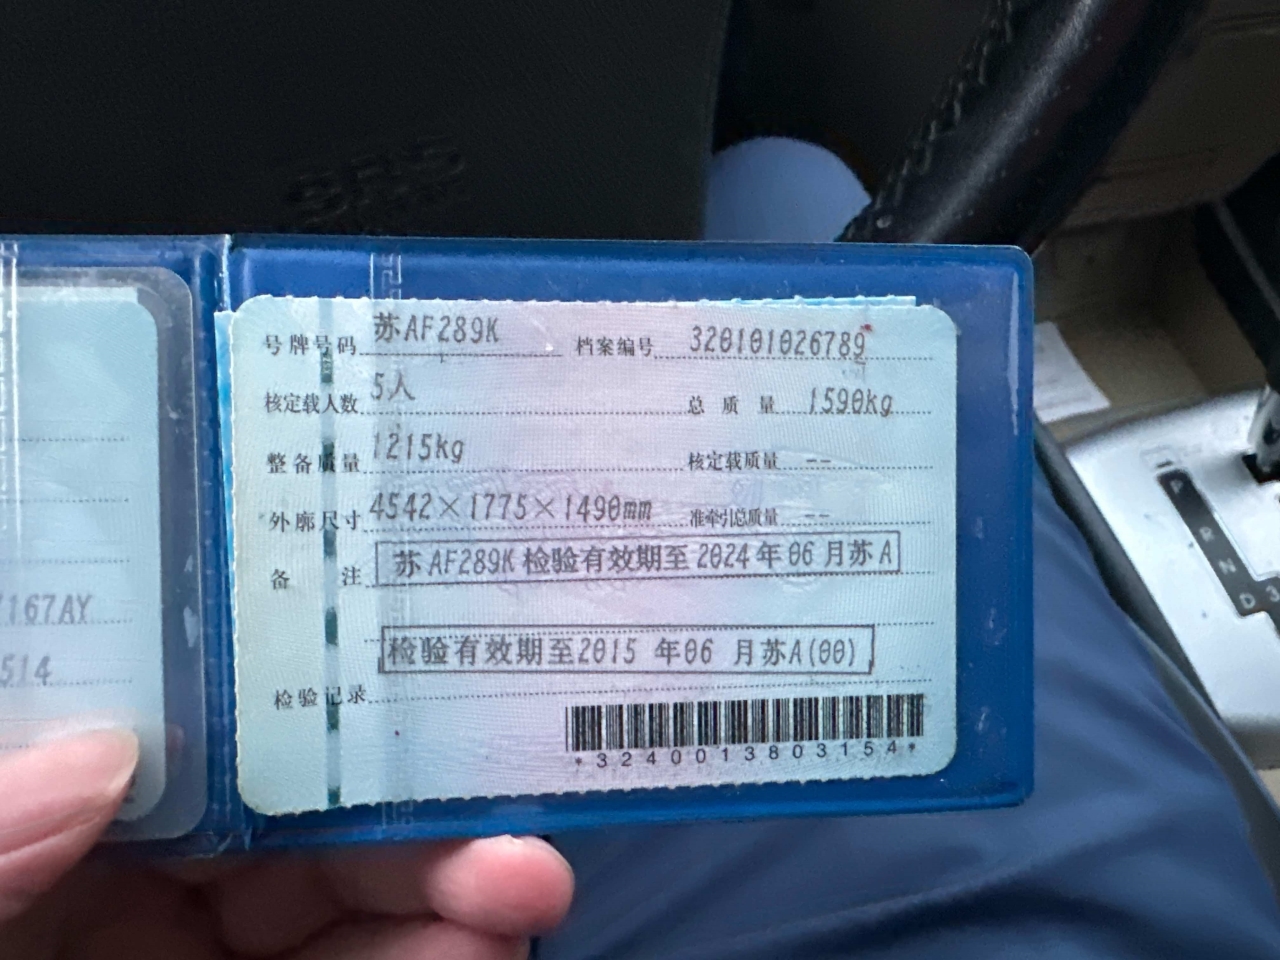 号牌号码 苏AF289K 档案编号 320101026789
核定载人数 5人 总质量 1590kg
整备质量 1215kg 核定载质量 --
外廓尺寸 4542×1775×1490mm 准牵引总质量 --
备注 苏AF289K检验有效期至2024年06月苏A
检验有效期至2015 年06 月苏A(00)
检验记录
*3240013803154*
7167AY
514
SRS
P
R
N
D 3